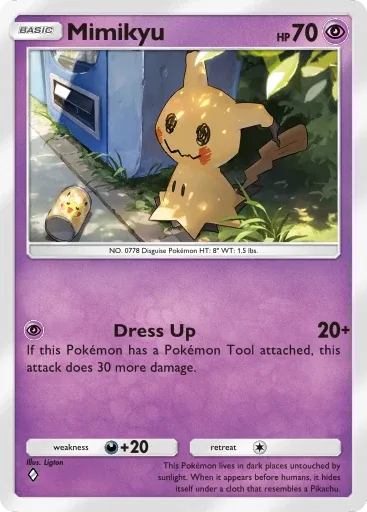 BASIC Mimikyu HP 70
NO. 0778 Disguise Pokémon HT: 8" WT: 1.5 lbs.
Dress Up 20+
If this Pokémon has a Pokémon Tool attached, this
attack does 30 more damage.
weakness +20 retreat
Illus. Ligton
This Pokémon lives in dark places untouched by
sunlight. When it appears before humans, it hides
itself under a cloth that resembles a Pikachu.